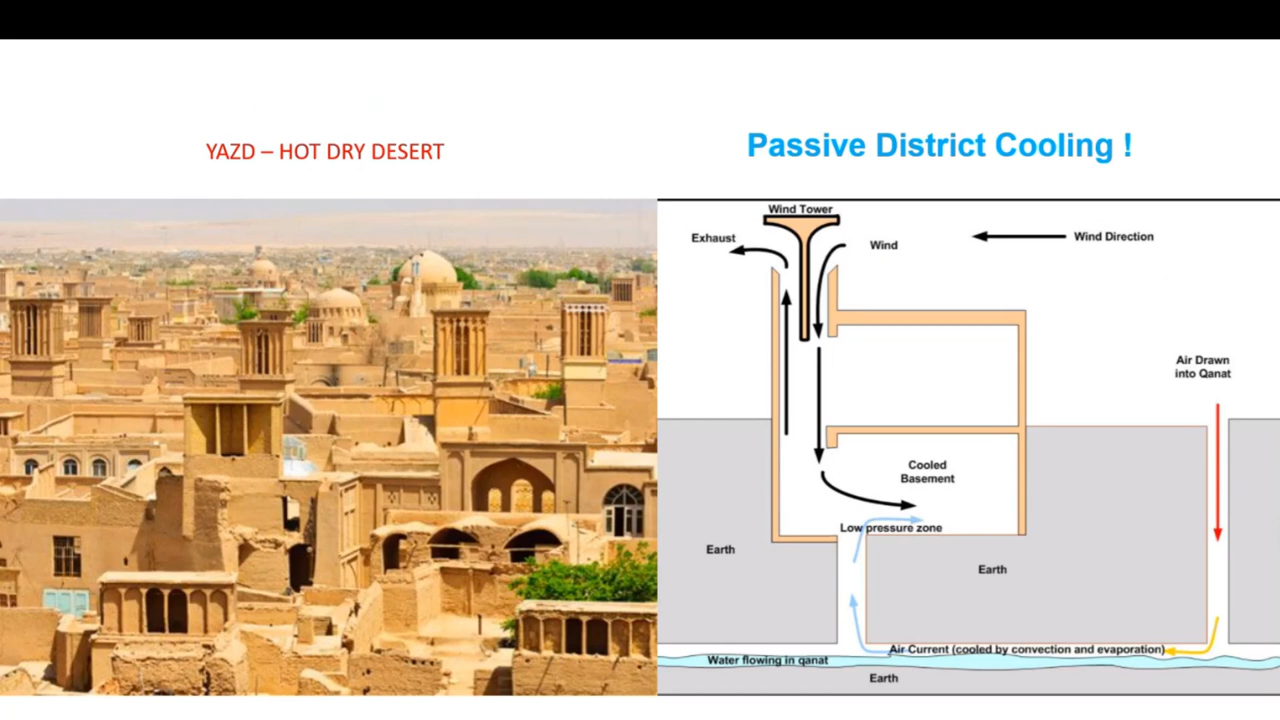 YAZD – HOT DRY DESERT
Passive District Cooling !
Wind Tower
Exhaust
Wind
Wind Direction
Air Drawn
into Qanat
Cooled
Basement
Low pressure zone
Earth
Earth
Air Current (cooled by convection and evaporation)
Water flowing in qanat
Earth